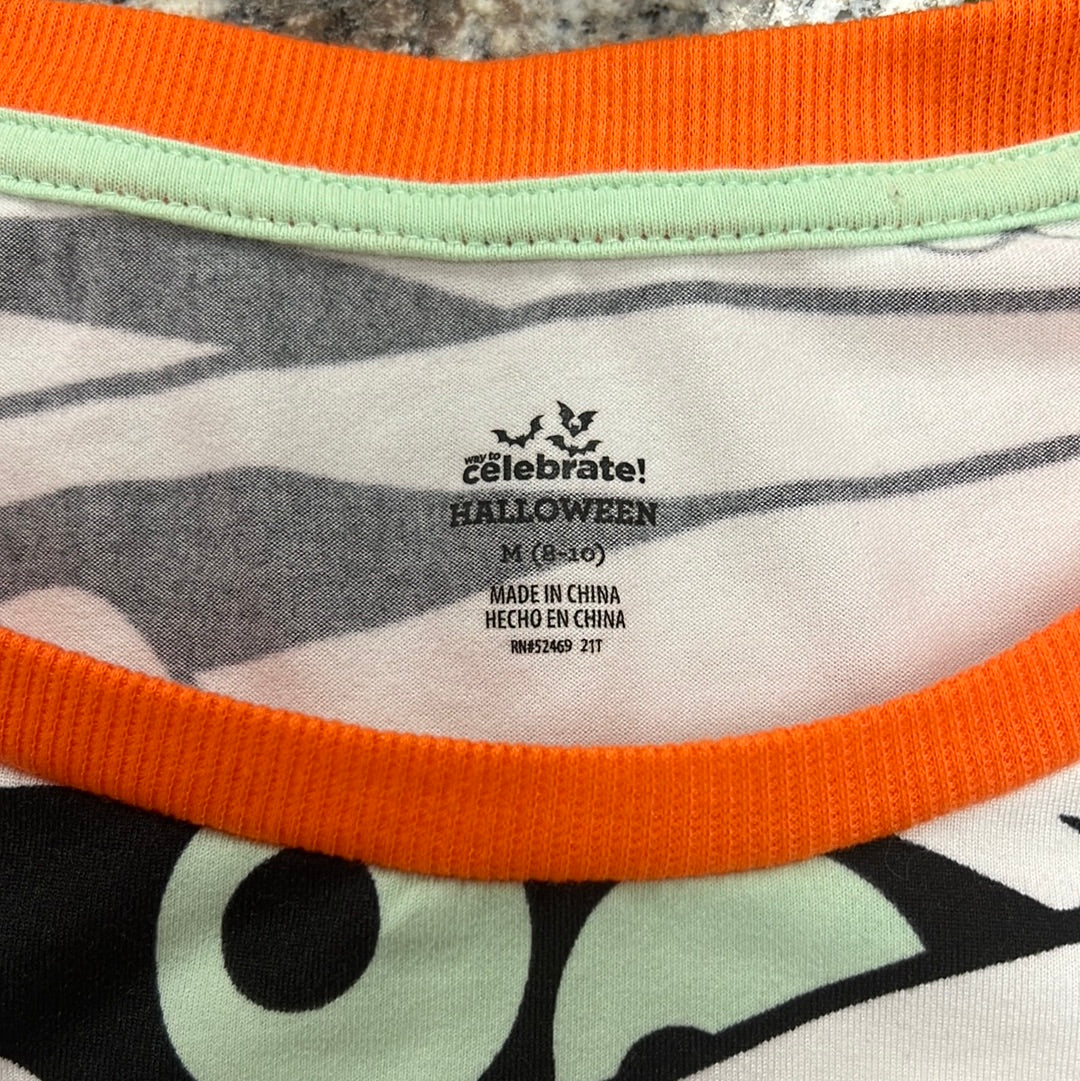 way to
celebrate!
HALLOWEEN
M (8-10)
MADE IN CHINA
HECHO EN CHINA
RN#52469 21T